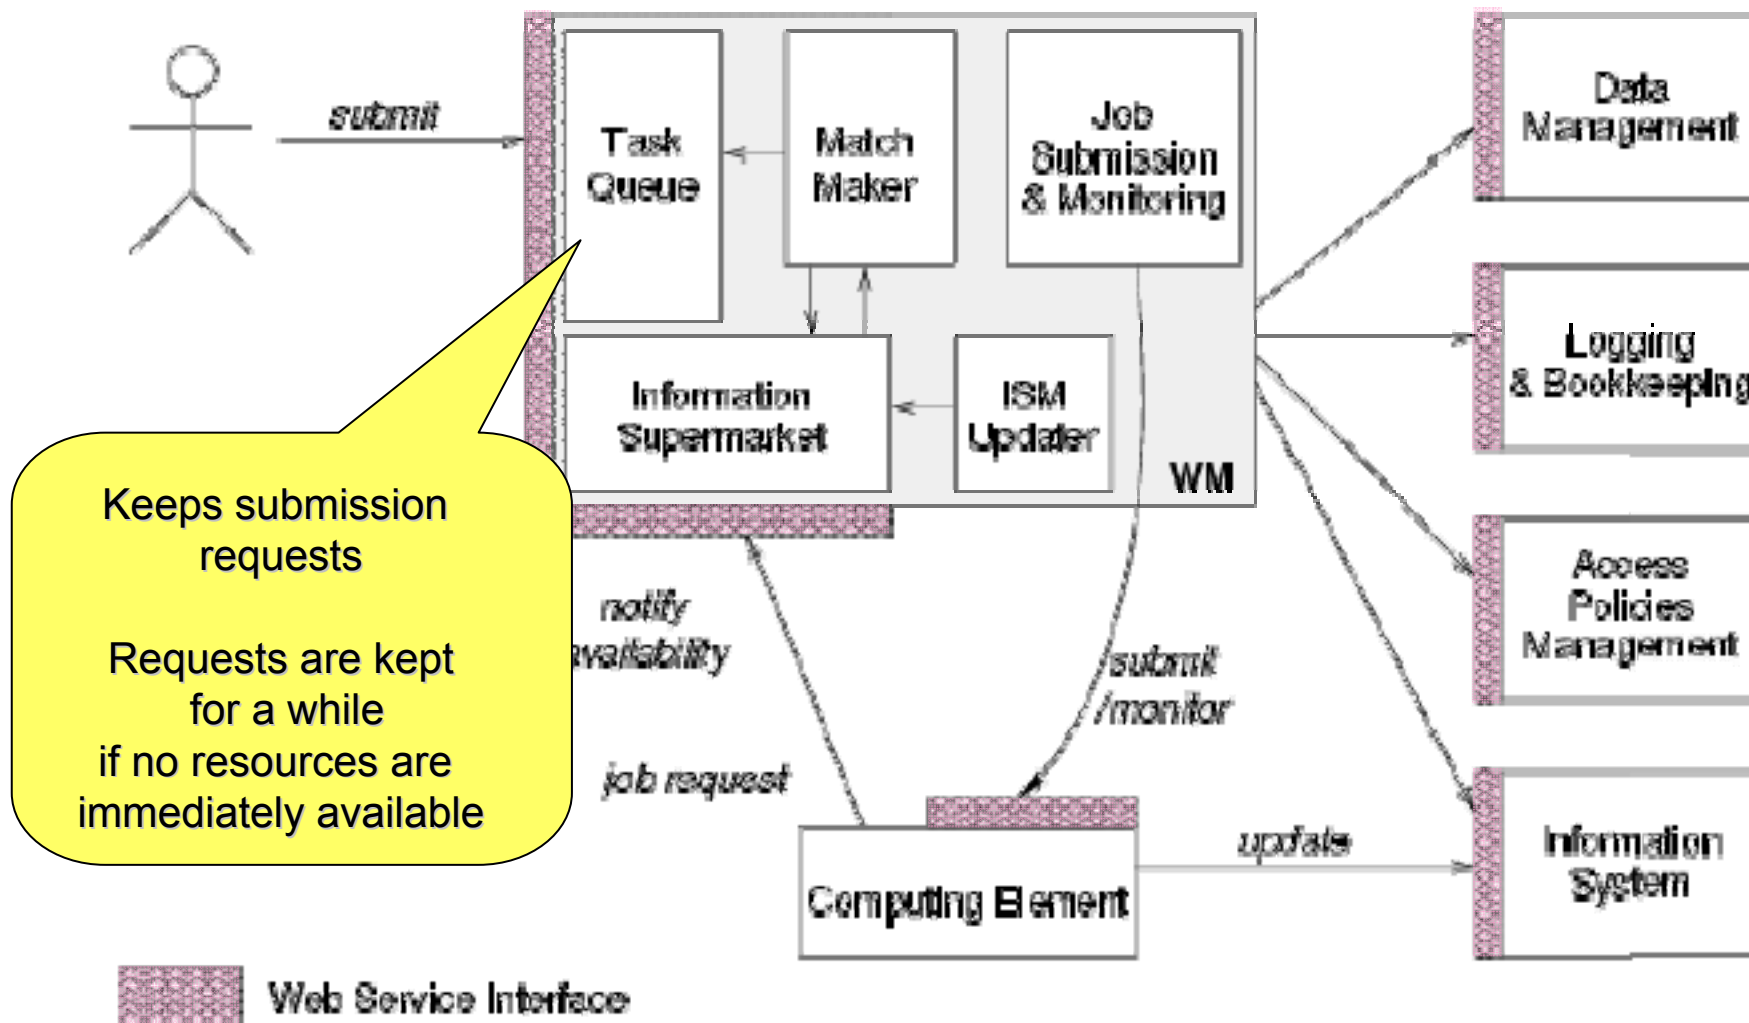 submit
Task
Queue
Match
Maker
Job
Submission
& Monitoring
Information
Supermarket
ISM
Updater
WM
Data
Management
Logging
& Bookkeeping
Access
Policies
Management
Information
System
Keeps submission
requests
Requests are kept
for a while
if no resources are
immediately available
notify
availability
job request
submit
/monitor
update
Computing Element
Web Service Interface